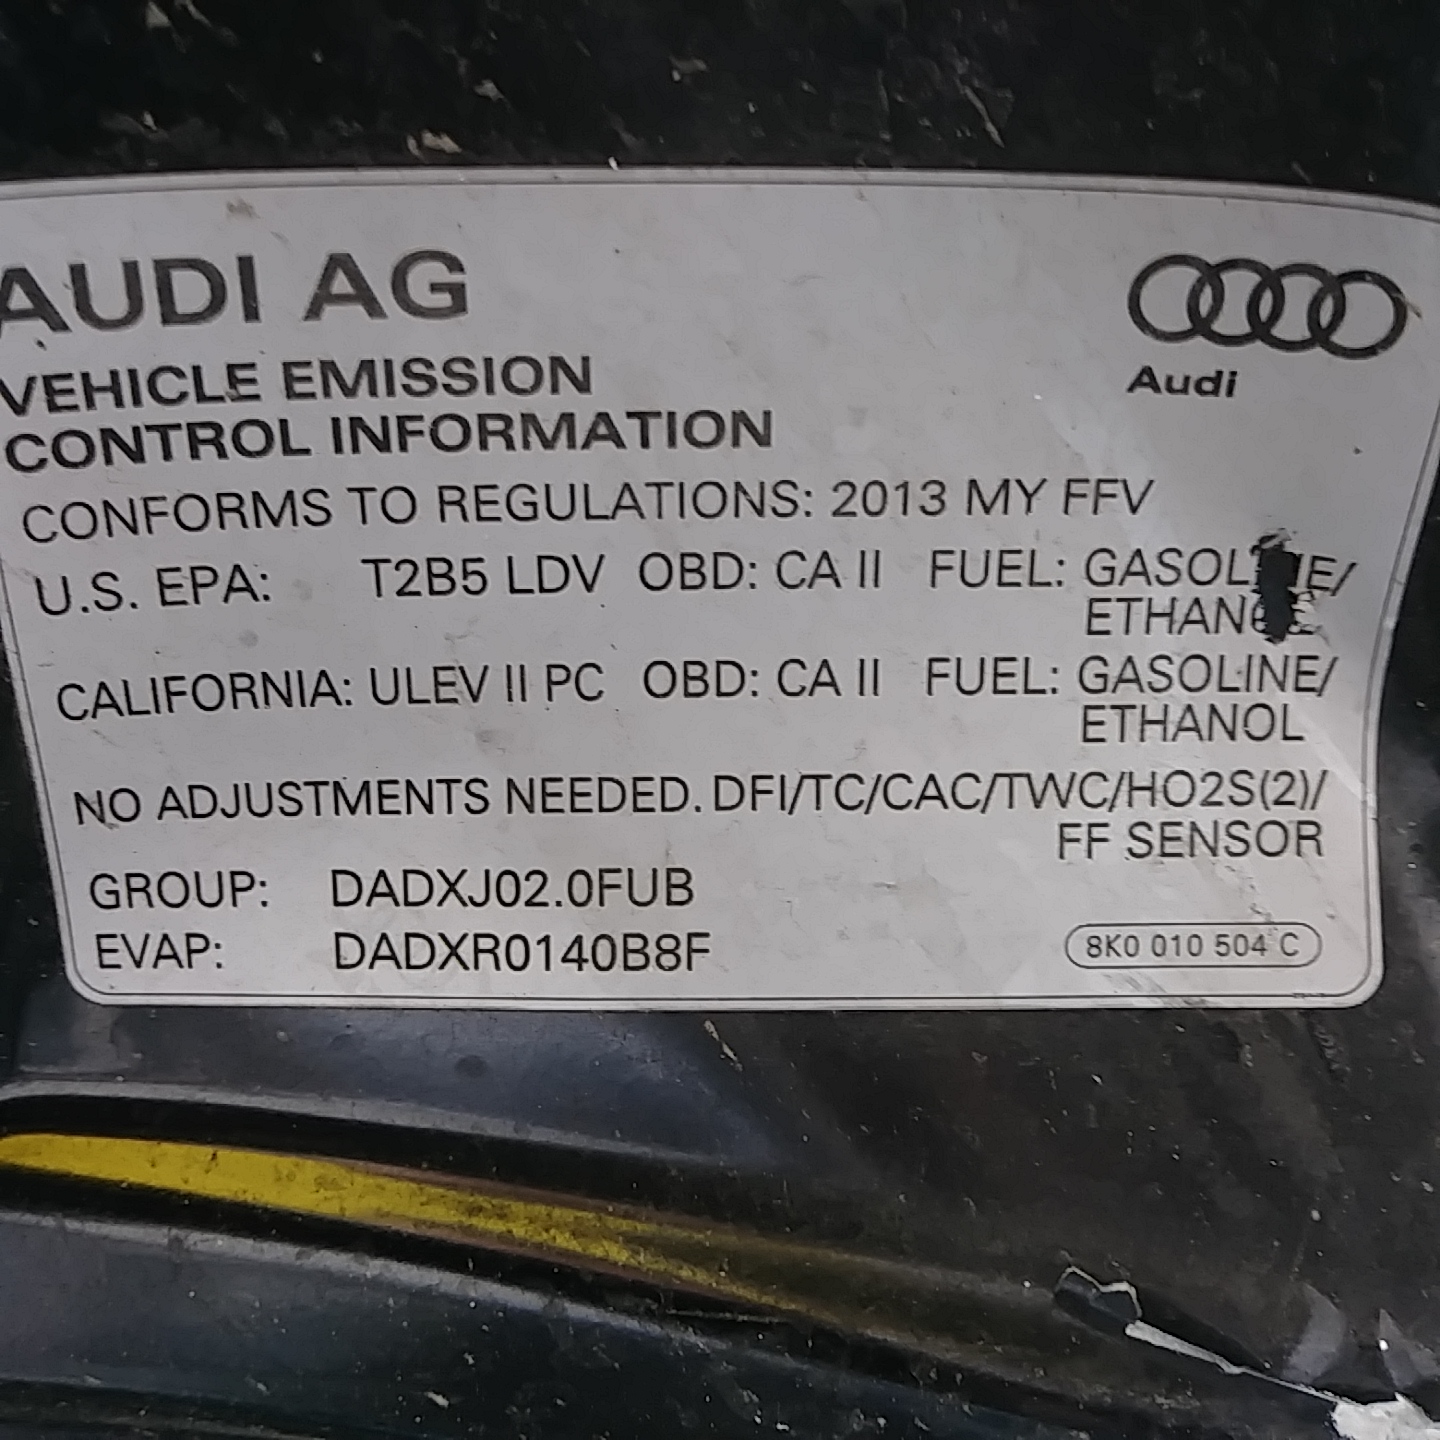 AUDI AG
Audi
VEHICLE EMISSION
CONTROL INFORMATION
CONFORMS TO REGULATIONS: 2013 MY FFV
U.S. EPA: T2B5 LDV OBD: CA II FUEL: GASOLINE/
ETHANOL
CALIFORNIA: ULEV II PC OBD: CA II FUEL: GASOLINE/
ETHANOL
NO ADJUSTMENTS NEEDED. DFI/TC/CAC/TWC/HO2S(2)/
FF SENSOR
GROUP: DADXJ02.0FUB
EVAP: DADXR0140B8F
8K0 010 504 C